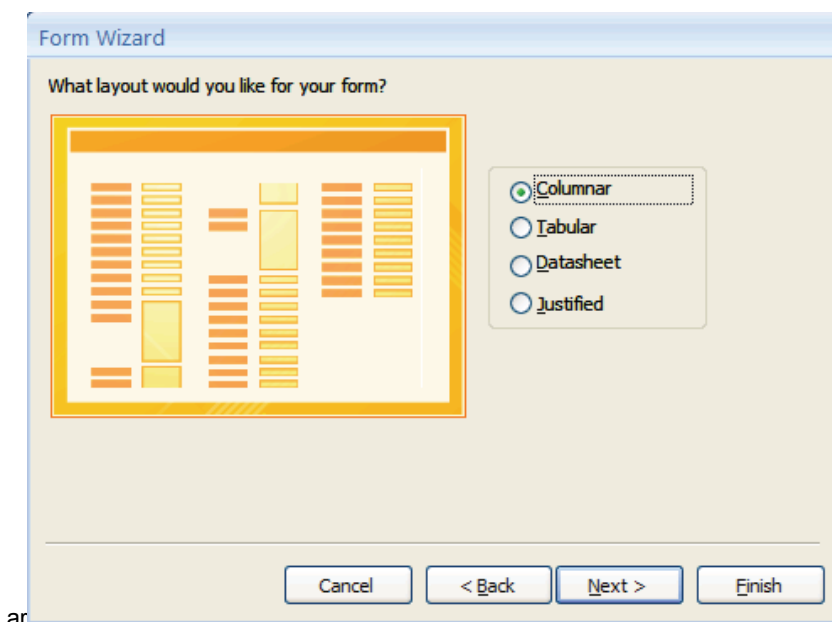 Form Wizard
What layout would you like for your form?
Columnar
Tabular
Datasheet
Justified
Cancel
< Back
Next >
Finish
ar